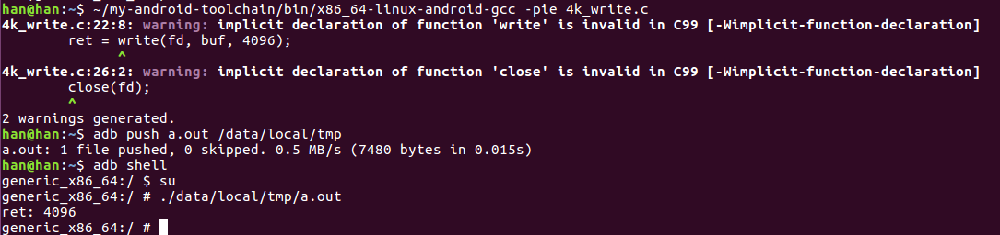 han@han:~$ ~/my-android-toolchain/bin/x86_64-linux-android-gcc -pie 4k_write.c
4k_write.c:22:8: warning: implicit declaration of function 'write' is invalid in C99 [-Wimplicit-function-declaration]
        ret = write(fd, buf, 4096);
              ^
4k_write.c:26:2: warning: implicit declaration of function 'close' is invalid in C99 [-Wimplicit-function-declaration]
        close(fd);
        ^
2 warnings generated.
han@han:~$ adb push a.out /data/local/tmp
a.out: 1 file pushed, 0 skipped. 0.5 MB/s (7480 bytes in 0.015s)
han@han:~$ adb shell
generic_x86_64:/ $ su
generic_x86_64:/ # ./data/local/tmp/a.out
ret: 4096
generic_x86_64:/ #